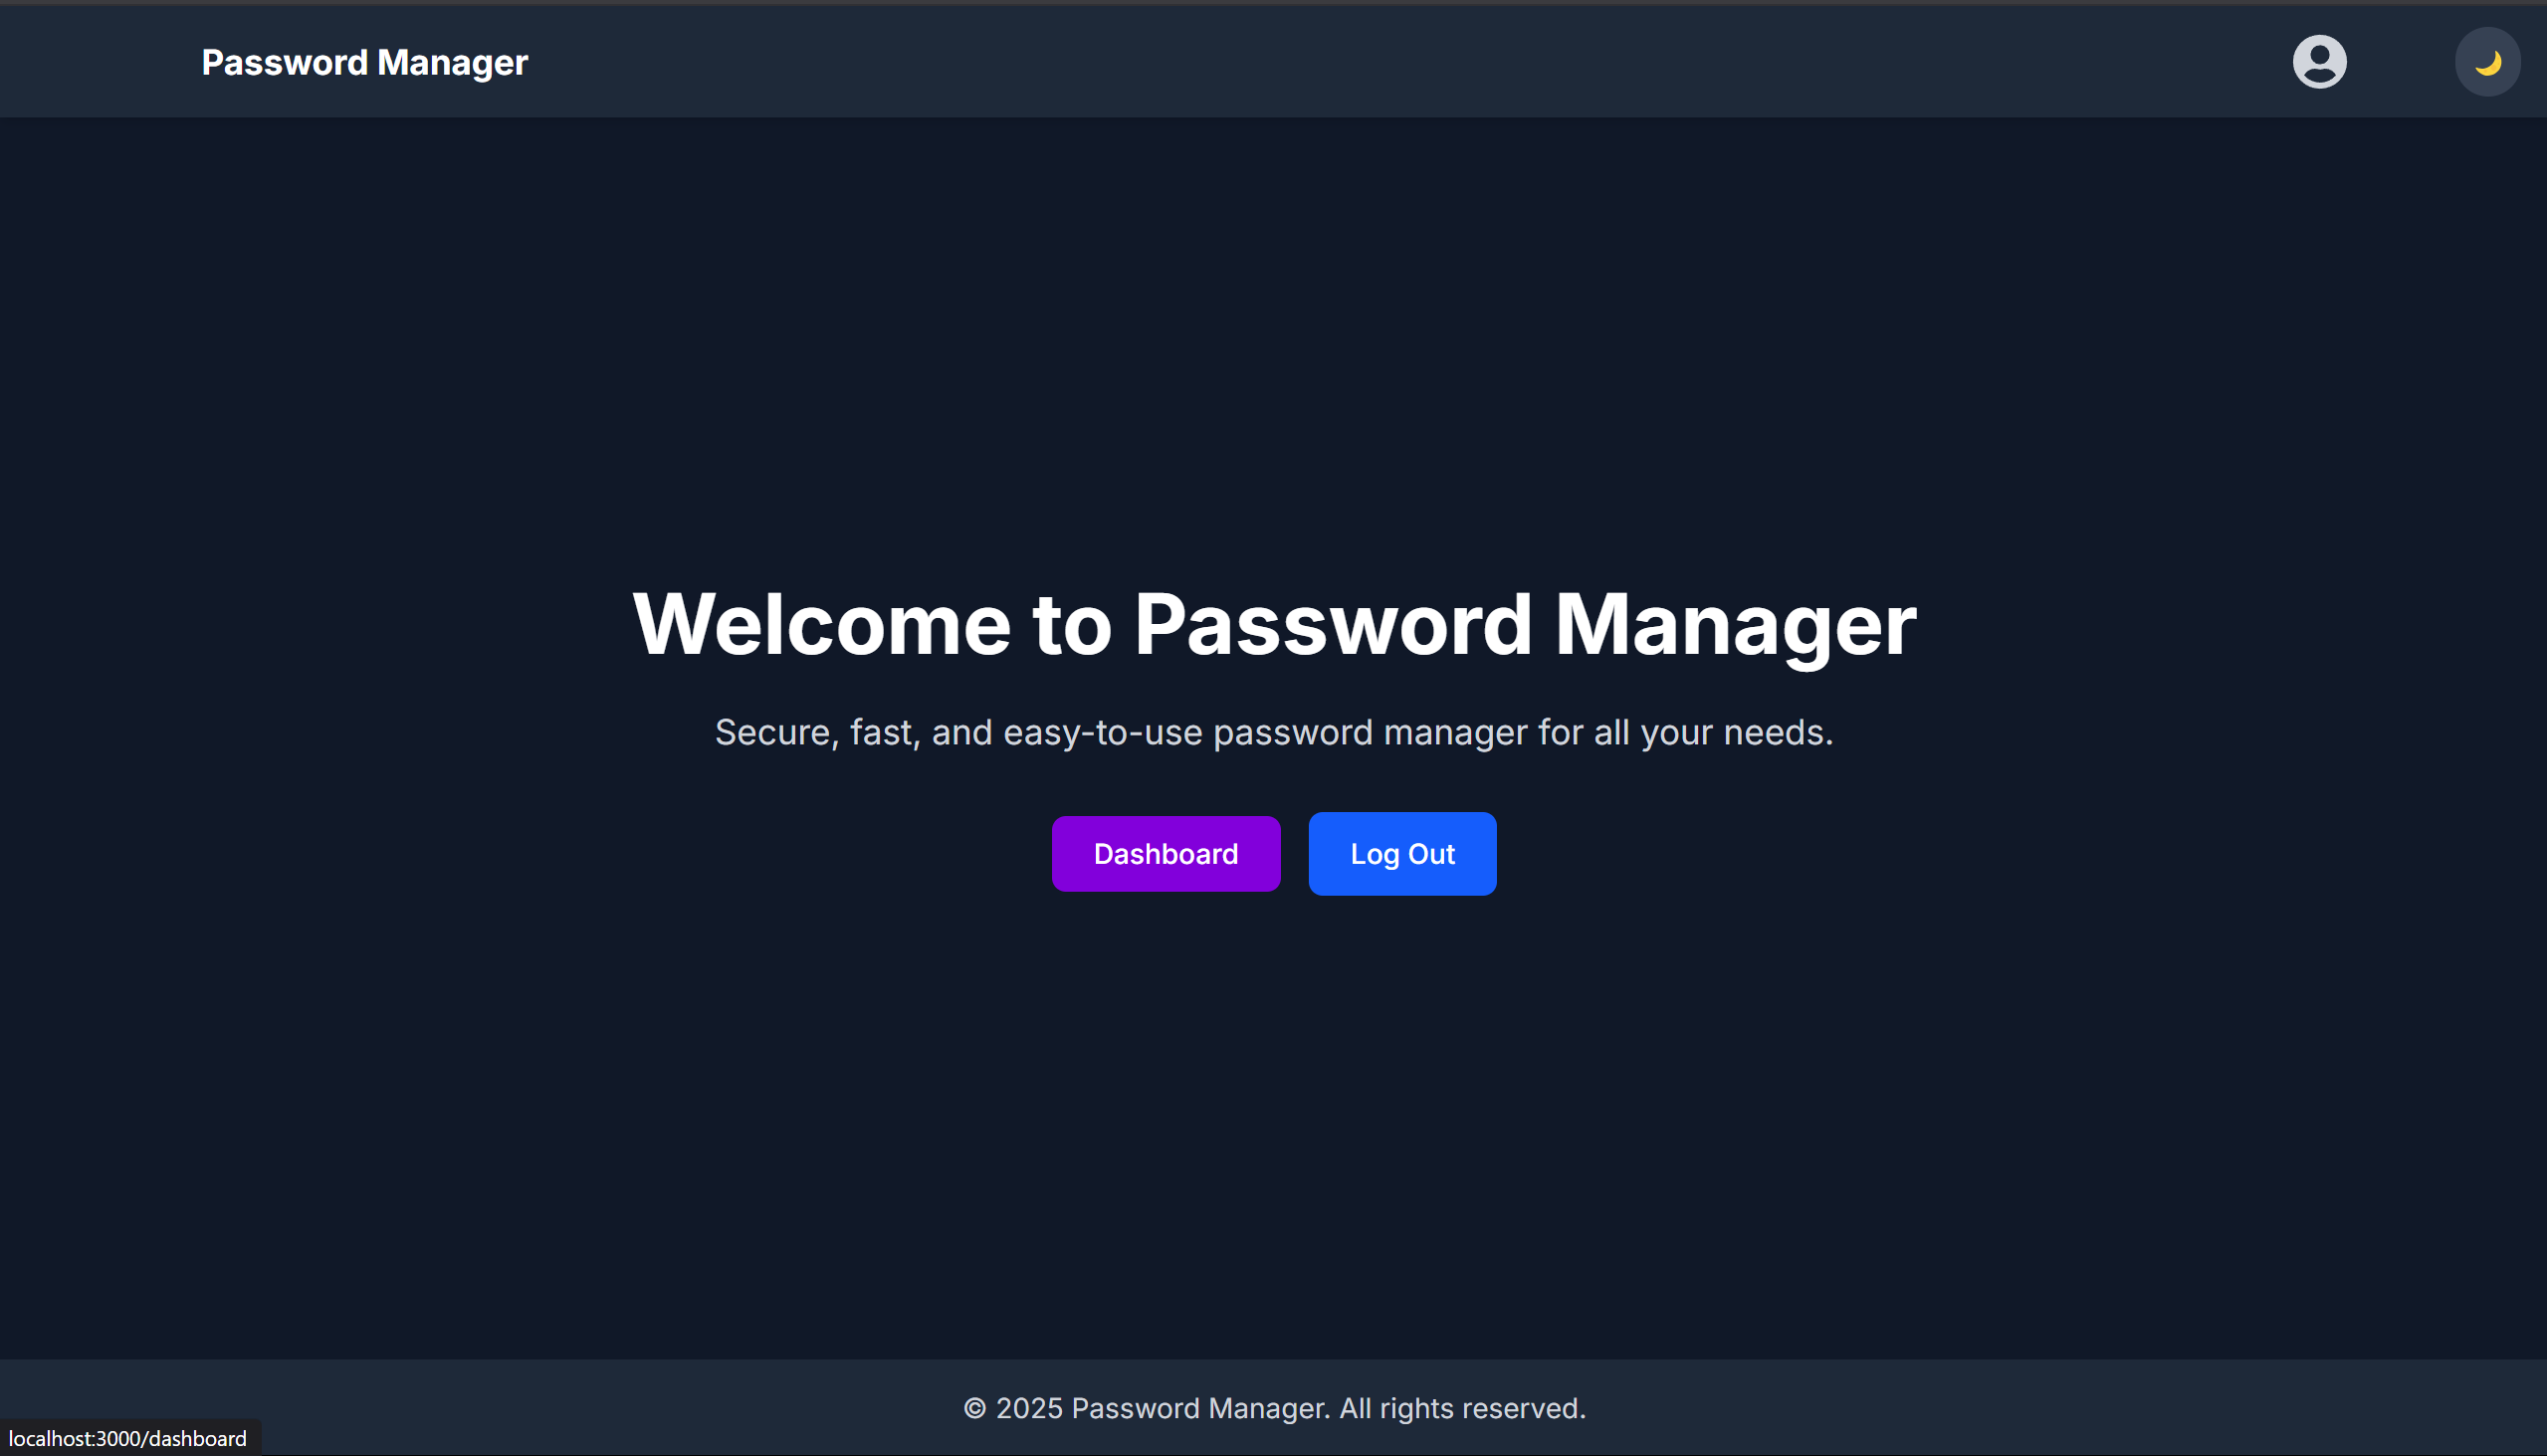 Password Manager
Welcome to Password Manager
Secure, fast, and easy-to-use password manager for all your needs.
Dashboard
Log Out
© 2025 Password Manager. All rights reserved.
localhost:3000/dashboard